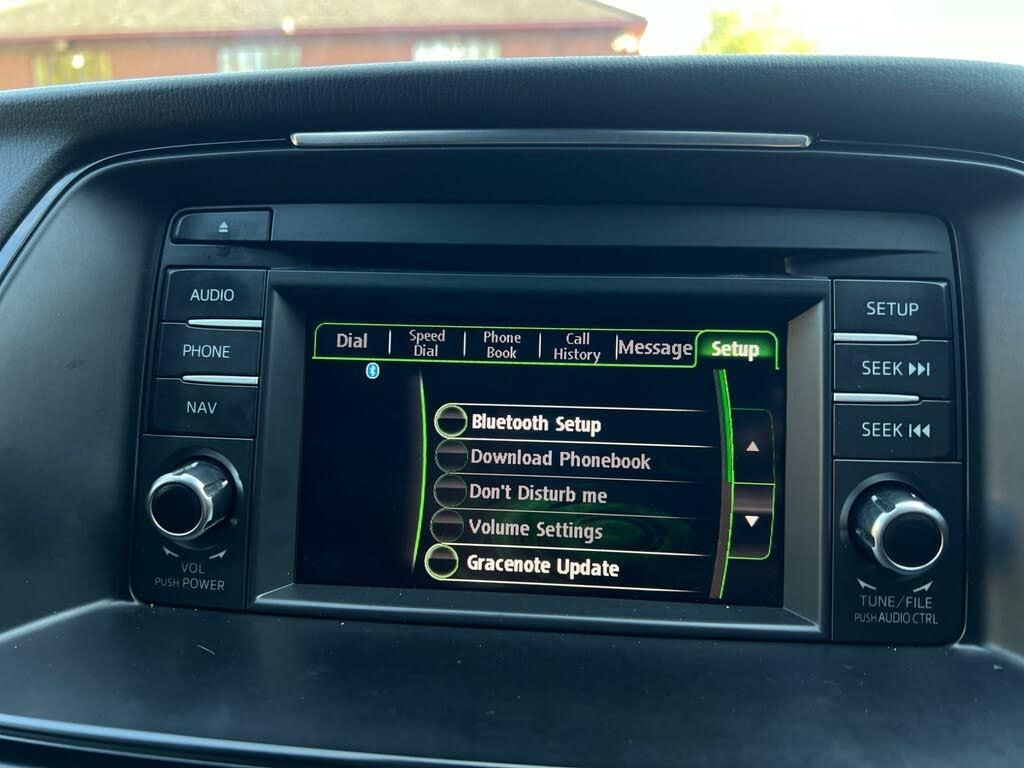 AUDIO
PHONE
NAV
VOL
PUSH POWER
Dial
Speed
Dial
Phone
Book
Call
History
Message
Setup
Bluetooth Setup
Download Phonebook
Don't Disturb me
Volume Settings
Gracenote Update
SETUP
SEEK
SEEK
TUNE/FILE
PUSH AUDIO CTRL